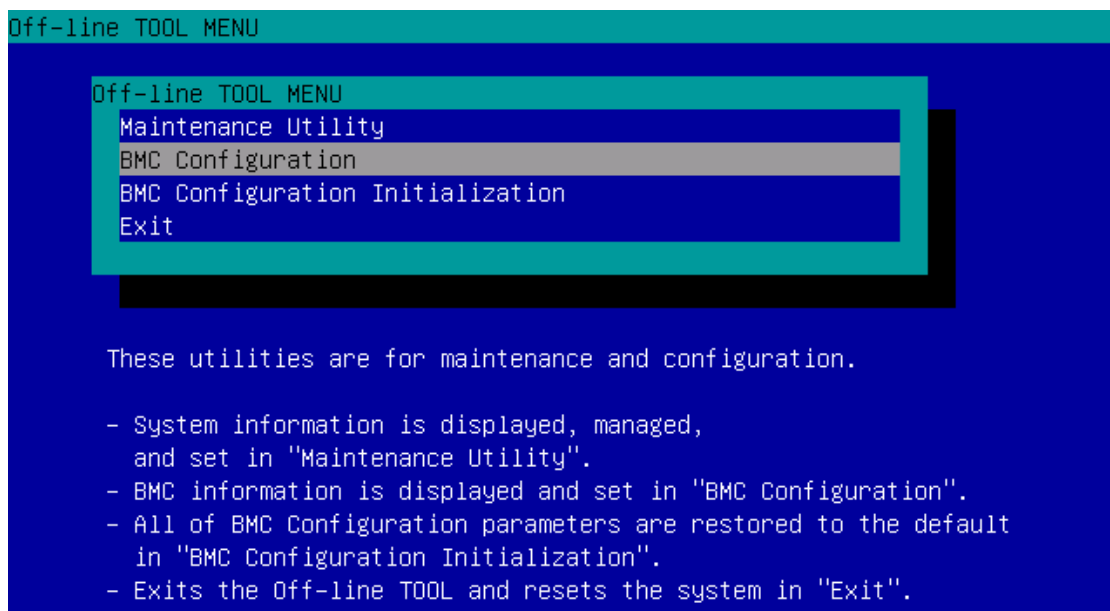 Off-line TOOL MENU
Off-line TOOL MENU
Maintenance Utility
BMC Configuration
BMC Configuration Initialization
Exit
These utilities are for maintenance and configuration.
- System information is displayed, managed,
and set in "Maintenance Utility".
- BMC information is displayed and set in "BMC Configuration".
- All of BMC Configuration parameters are restored to the default
in "BMC Configuration Initialization".
- Exits the Off-line TOOL and resets the system in "Exit".